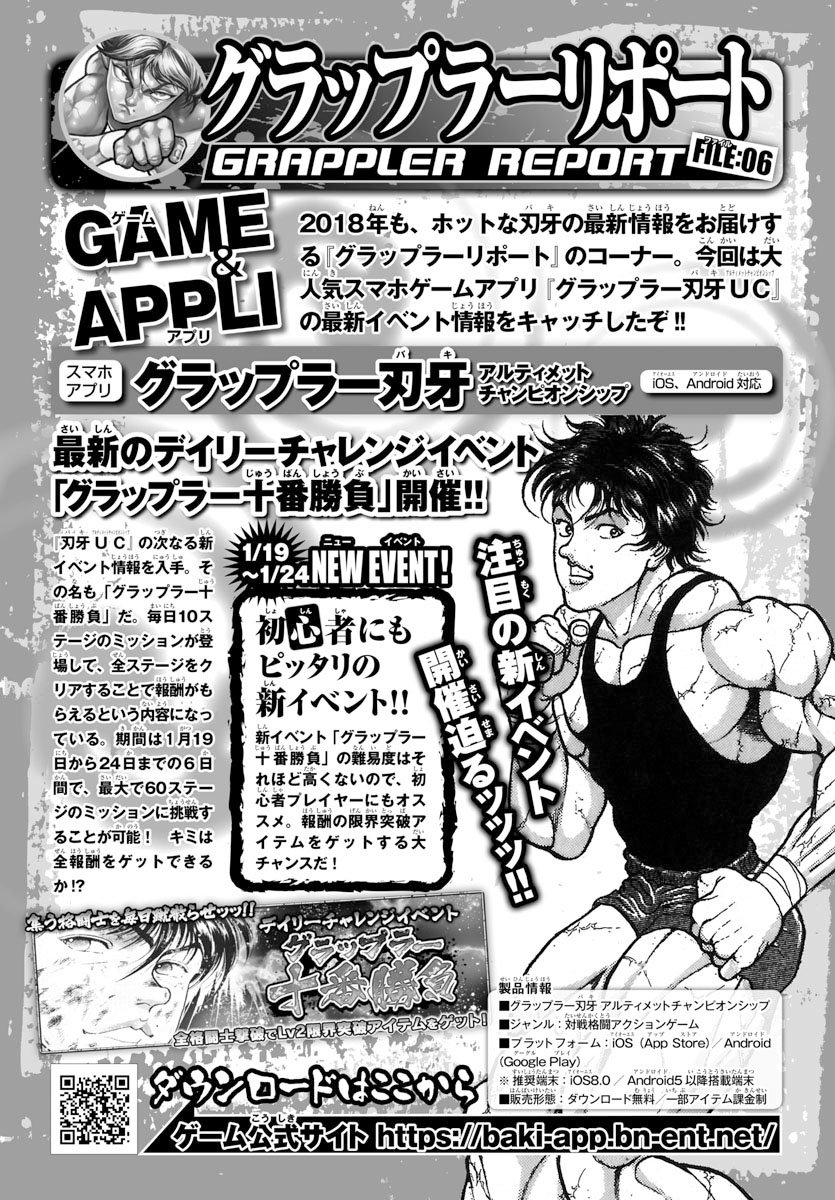 グラップラーリポート
GRAPPLER REPORT
ファイル
FILE:06
ゲーム
GAME
&
APPLI
アプリ
2018年も、ホットな刃牙の最新情報をお届けす
る『グラップラーリポート』のコーナー。今回は大
人気スマホゲームアプリ『グラップラー刃牙UC』
の最新イベント情報をキャッチしたぞ!!
スマホ
アプリ
グラップラー刃牙
アルティメット
チャンピオンシップ
iOS、Android対応
最新のデイリーチャレンジイベント
「グラップラー十番勝負」開催!!
『刃牙UC』の次なる新
イベント情報を入手。そ
の名も「グラップラー十
番勝負」だ。毎日10ス
テージのミッションが登
場して、全ステージをク
リアすることで報酬がも
らえるという内容になっ
ている。期間は1月19
日から24日までの6日
間で、最大で60ステー
ジのミッションに挑戦す
ることが可能！ キミは
全報酬をゲットできる
か!?
1/19
～1/24
ニュー イベント
NEW EVENT!
初心者にも
ピッタリの
新イベント!!
新イベント「グラップラー
十番勝負」の難易度はそ
れほど高くないので、初
心者プレイヤーにもオス
スメ。報酬の限界突破ア
イテムをゲットする大
チャンスだ！
注目の新イベント
開催迫るッッッ!!
集う格闘士を毎日蹴散らせッッ!!
デイリーチャレンジイベント
グラップラー
十番勝負
全格闘士撃破でLv2限界突破アイテムをゲット！
製品情報
■グラップラー刃牙 アルティメットチャンピオンシップ
■ジャンル：対戦格闘アクションゲーム
■プラットフォーム：iOS（App Store）／Android
（Google Play）
※推奨端末：iOS8.0／Android5以降搭載端末
■販売形態：ダウンロード無料／一部アイテム課金制
ダウンロードはここから
ゲーム公式サイト https://baki-app.bn-ent.net/